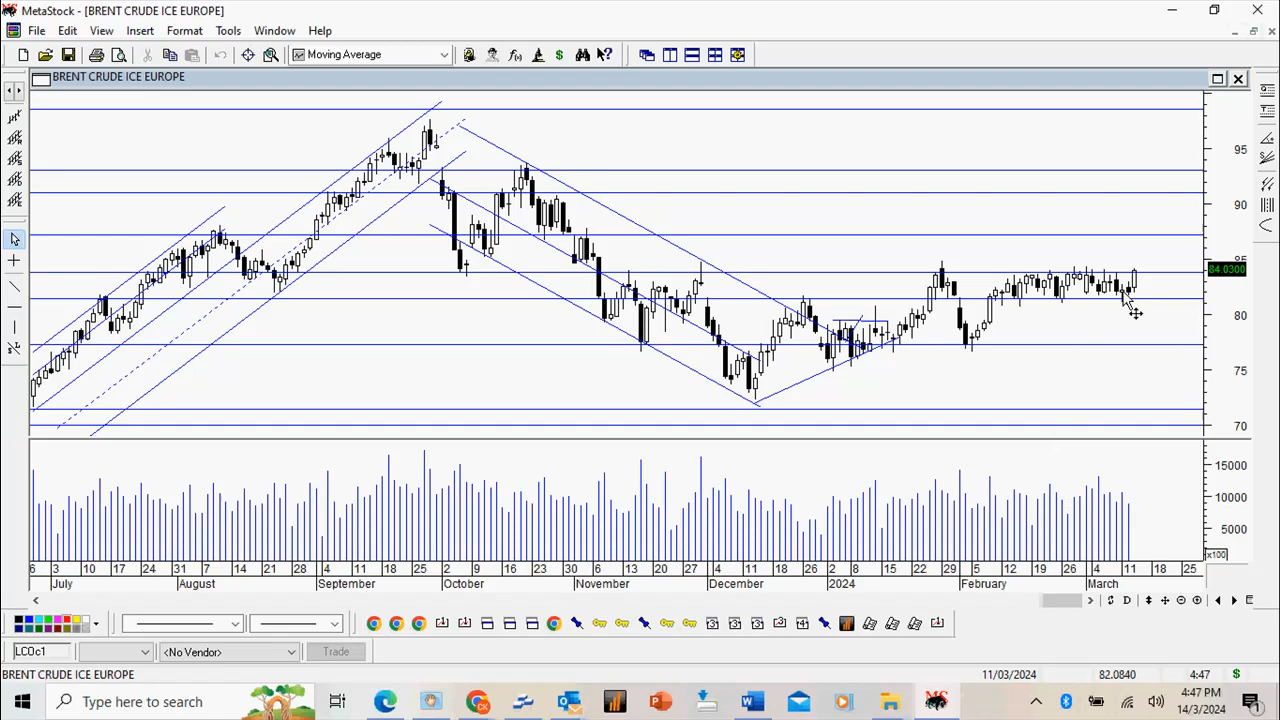 MetaStock - [BRENT CRUDE ICE EUROPE]
File Edit View Insert Format Tools Window Help
Moving Average
BRENT CRUDE ICE EUROPE
95
90
85
84.0300
80
75
70
15000
10000
5000
x100
6 3 10 17 24 31 7 14 21 28 4 11 18 25 2 9 16 23 30 6 13 20 27 4 11 18 26 2 8 15 22 29 5 12 19 26 4 11 18 25
July August September October November December 2024 February March
D
LCOc1 <No Vendor> Trade
BRENT CRUDE ICE EUROPE 11/03/2024 82.0840 4:47 $
Type here to search
4:47 PM
14/3/2024